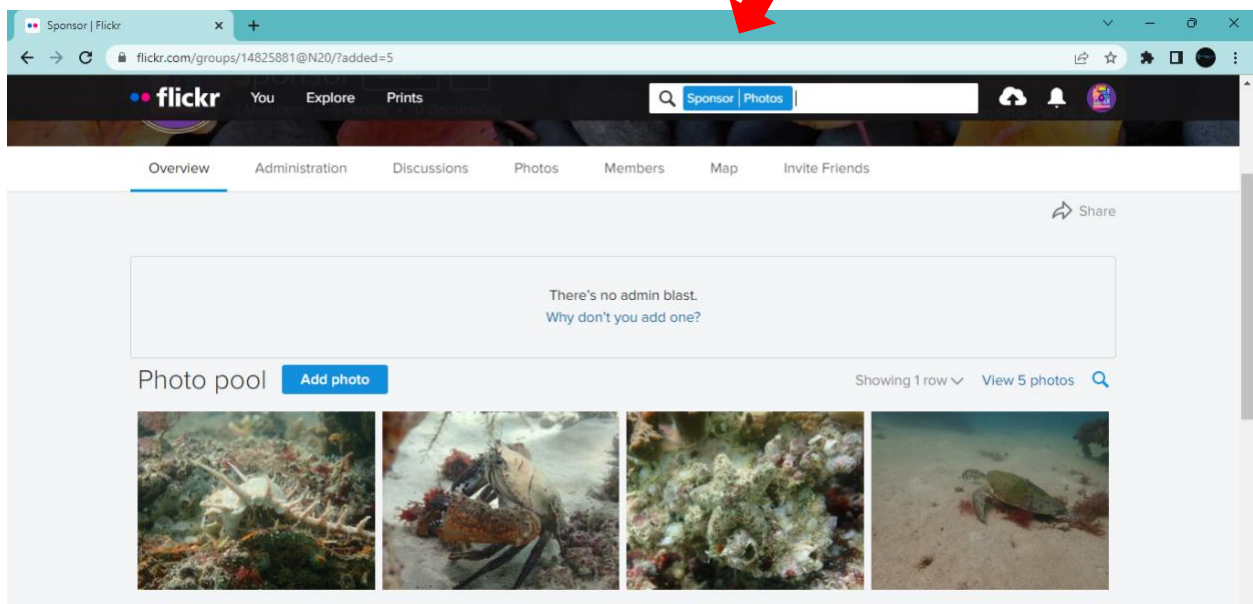 Sponsor | Flickr
flickr.com/groups/14825881@N20/?added=5
flickr You Explore Prints Sponsor Photos
Overview Administration Discussions Photos Members Map Invite Friends
Share
There's no admin blast.
Why don't you add one?
Photo pool Add photo Showing 1 row View 5 photos